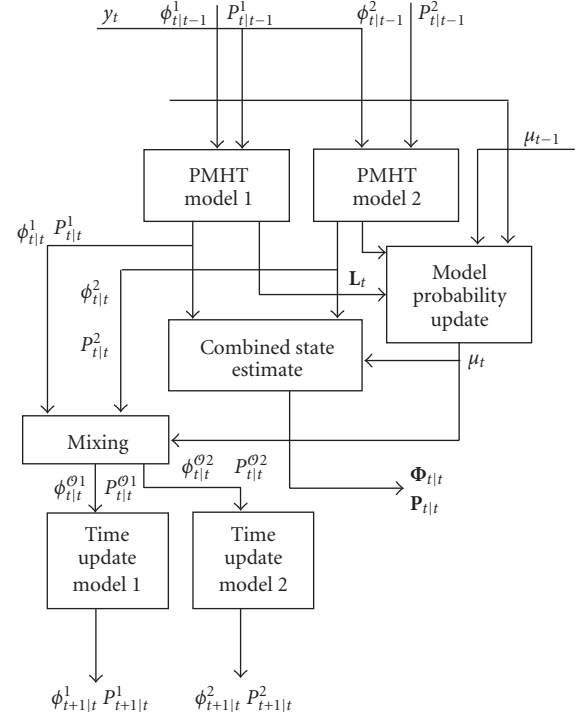 y_t ϕ^1_{t|t−1} P^1_{t|t−1} ϕ^2_{t|t−1} P^2_{t|t−1}
μ_{t−1}
PMHT model 1
PMHT model 2
ϕ^1_{t|t} P^1_{t|t}
ϕ^2_{t|t}
P^2_{t|t}
L_t
Model probability update
Combined state estimate
μ_t
Mixing
ϕ^{𝒪1}_{t|t} P^{𝒪1}_{t|t}
ϕ^{𝒪2}_{t|t} P^{𝒪2}_{t|t}
Φ_{t|t}
P_{t|t}
Time update model 1
Time update model 2
ϕ^1_{t+1|t} P^1_{t+1|t}
ϕ^2_{t+1|t} P^2_{t+1|t}